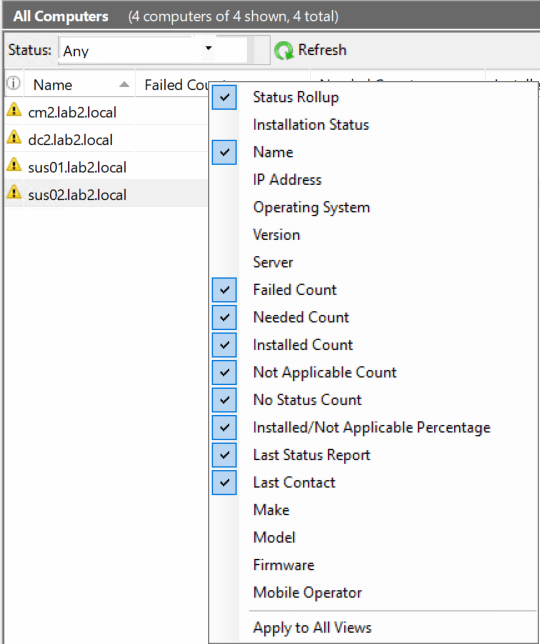 All Computers (4 computers of 4 shown, 4 total)
Status: Any Refresh
Name Failed Cou
cm2.lab2.local
dc2.lab2.local
sus01.lab2.local
sus02.lab2.local
Status Rollup
Installation Status
Name
IP Address
Operating System
Version
Server
Failed Count
Needed Count
Installed Count
Not Applicable Count
No Status Count
Installed/Not Applicable Percentage
Last Status Report
Last Contact
Make
Model
Firmware
Mobile Operator
Apply to All Views